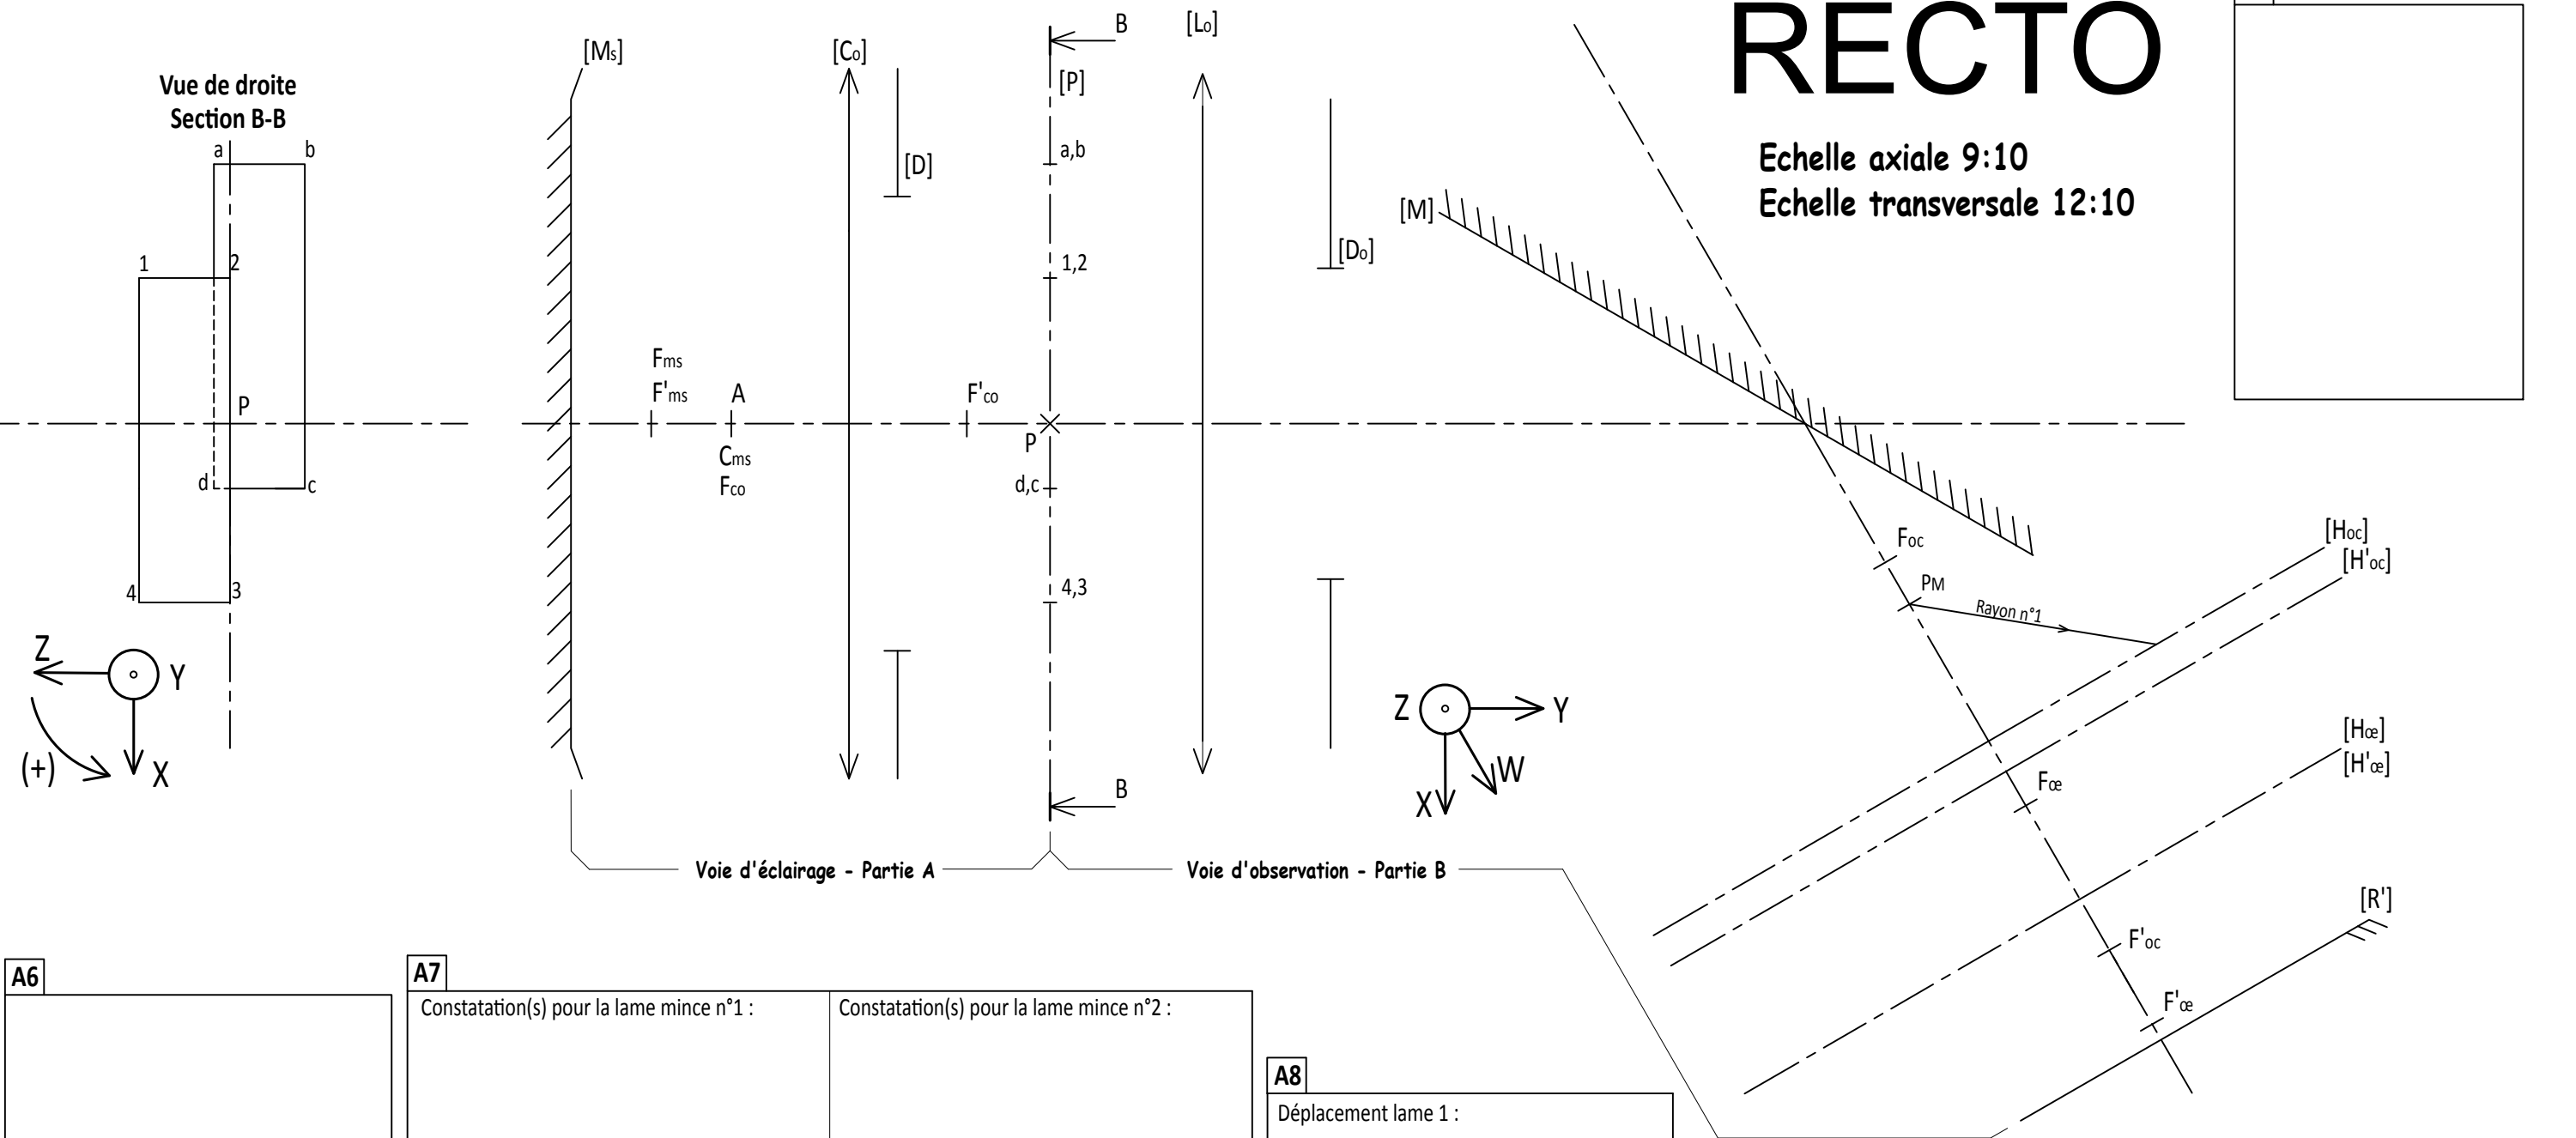 RECTO
Echelle axiale 9:10
Echelle transversale 12:10
Vue de droite
Section B-B
a
b
1
2
P
d
c
4
3
Z
Y
(+)
X
[Ms]
[Co]
[D]
Fms
F'ms
A
Cms
Fco
F'co
B
[P]
a,b
1,2
P
d,c
4,3
B
[Lo]
[Do]
[M]
Z
Y
X
W
Foc
PM
Rayon n°1
[Hoc]
[H'oc]
Fœ
[Hœ]
[H'œ]
F'oc
F'œ
[R']
Voie d'éclairage - Partie A
Voie d'observation - Partie B
A6
A7
Constatation(s) pour la lame mince n°1 :
Constatation(s) pour la lame mince n°2 :
A8
Déplacement lame 1 :